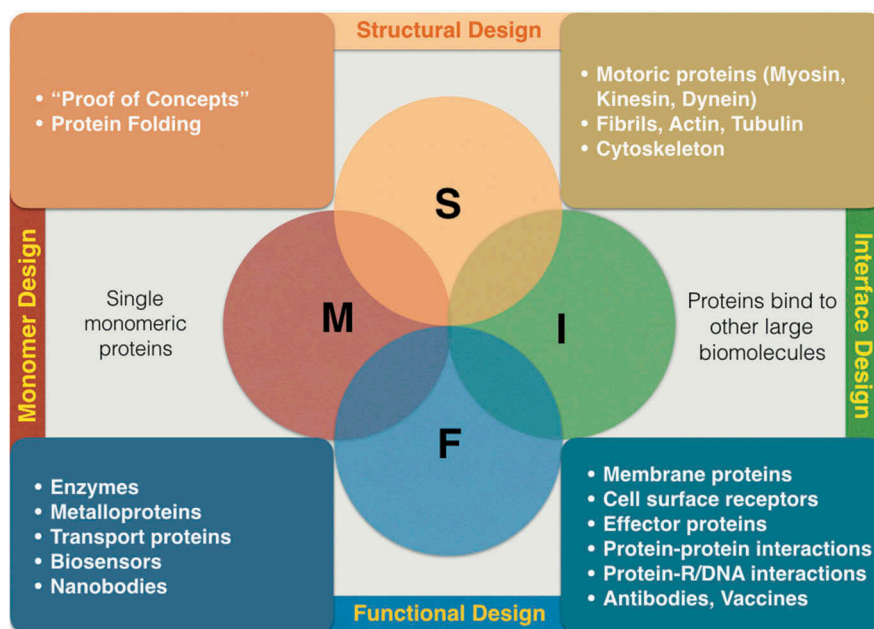 Structural Design
• “Proof of Concepts”
• Protein Folding
• Motoric proteins (Myosin,
Kinesin, Dynein)
• Fibrils, Actin, Tubulin
• Cytoskeleton
S
Monomer Design
Single
monomeric
proteins
M
I
Proteins bind to
other large
biomolecules
Interface Design
F
• Enzymes
• Metalloproteins
• Transport proteins
• Biosensors
• Nanobodies
• Membrane proteins
• Cell surface receptors
• Effector proteins
• Protein-protein interactions
• Protein-R/DNA interactions
• Antibodies, Vaccines
Functional Design